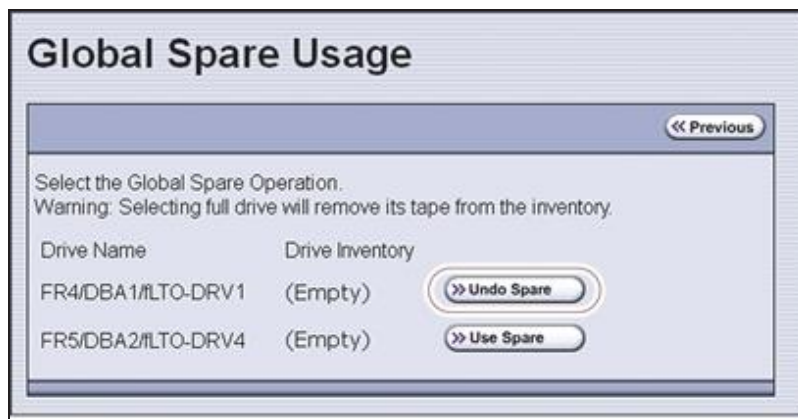 Global Spare Usage
« Previous
Select the Global Spare Operation.
Warning: Selecting full drive will remove its tape from the inventory.
Drive Name Drive Inventory
FR4/DBA1/fLTO-DRV1 (Empty) » Undo Spare
FR5/DBA2/fLTO-DRV4 (Empty) » Use Spare